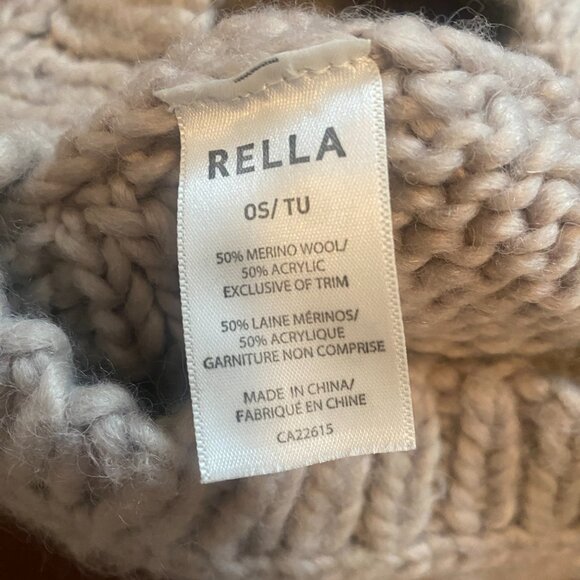 RELLA
OS/ TU
50% MERINO WOOL/
50% ACRYLIC
EXCLUSIVE OF TRIM
50% LAINE MÉRINOS/
50% ACRYLIQUE
GARNITURE NON COMPRISE
MADE IN CHINA/
FABRIQUÉ EN CHINE
CA22615